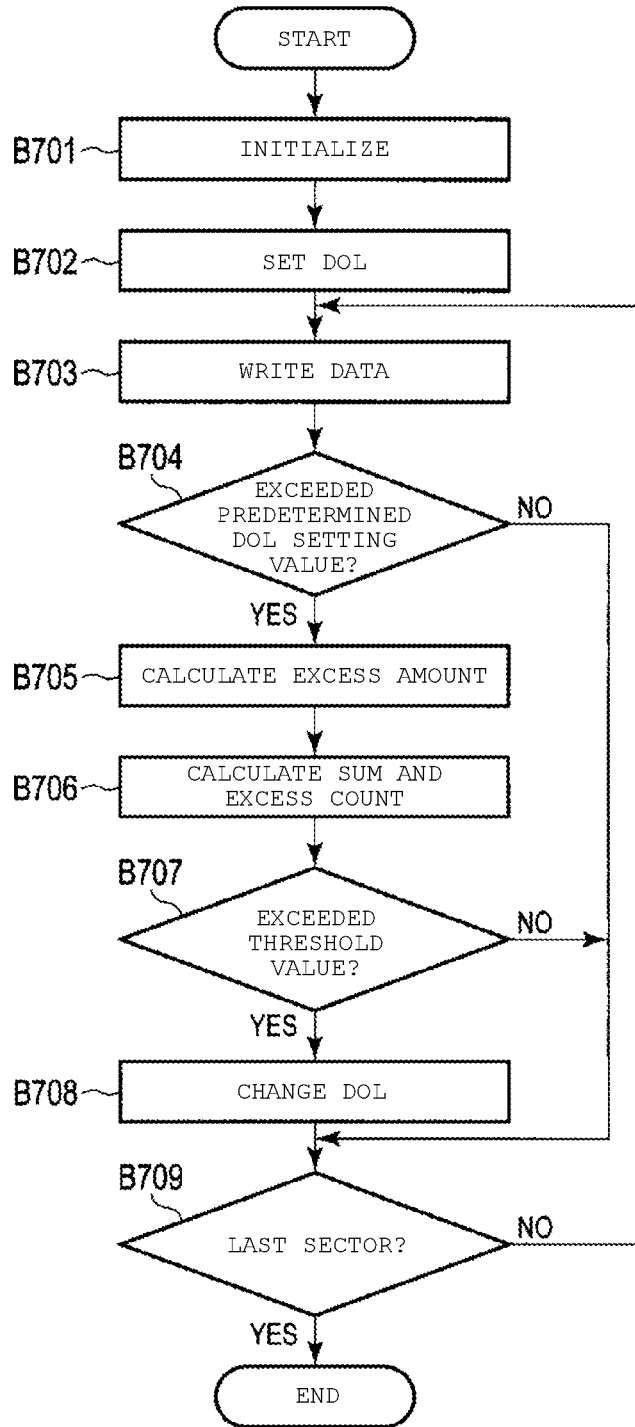 START
B701
INITIALIZE
B702
SET DOL
B703
WRITE DATA
B704
EXCEEDED
PREDETERMINED
DOL SETTING
VALUE?
NO
YES
B705
CALCULATE EXCESS AMOUNT
B706
CALCULATE SUM AND
EXCESS COUNT
B707
EXCEEDED
THRESHOLD
VALUE?
NO
YES
B708
CHANGE DOL
B709
LAST SECTOR?
NO
YES
END